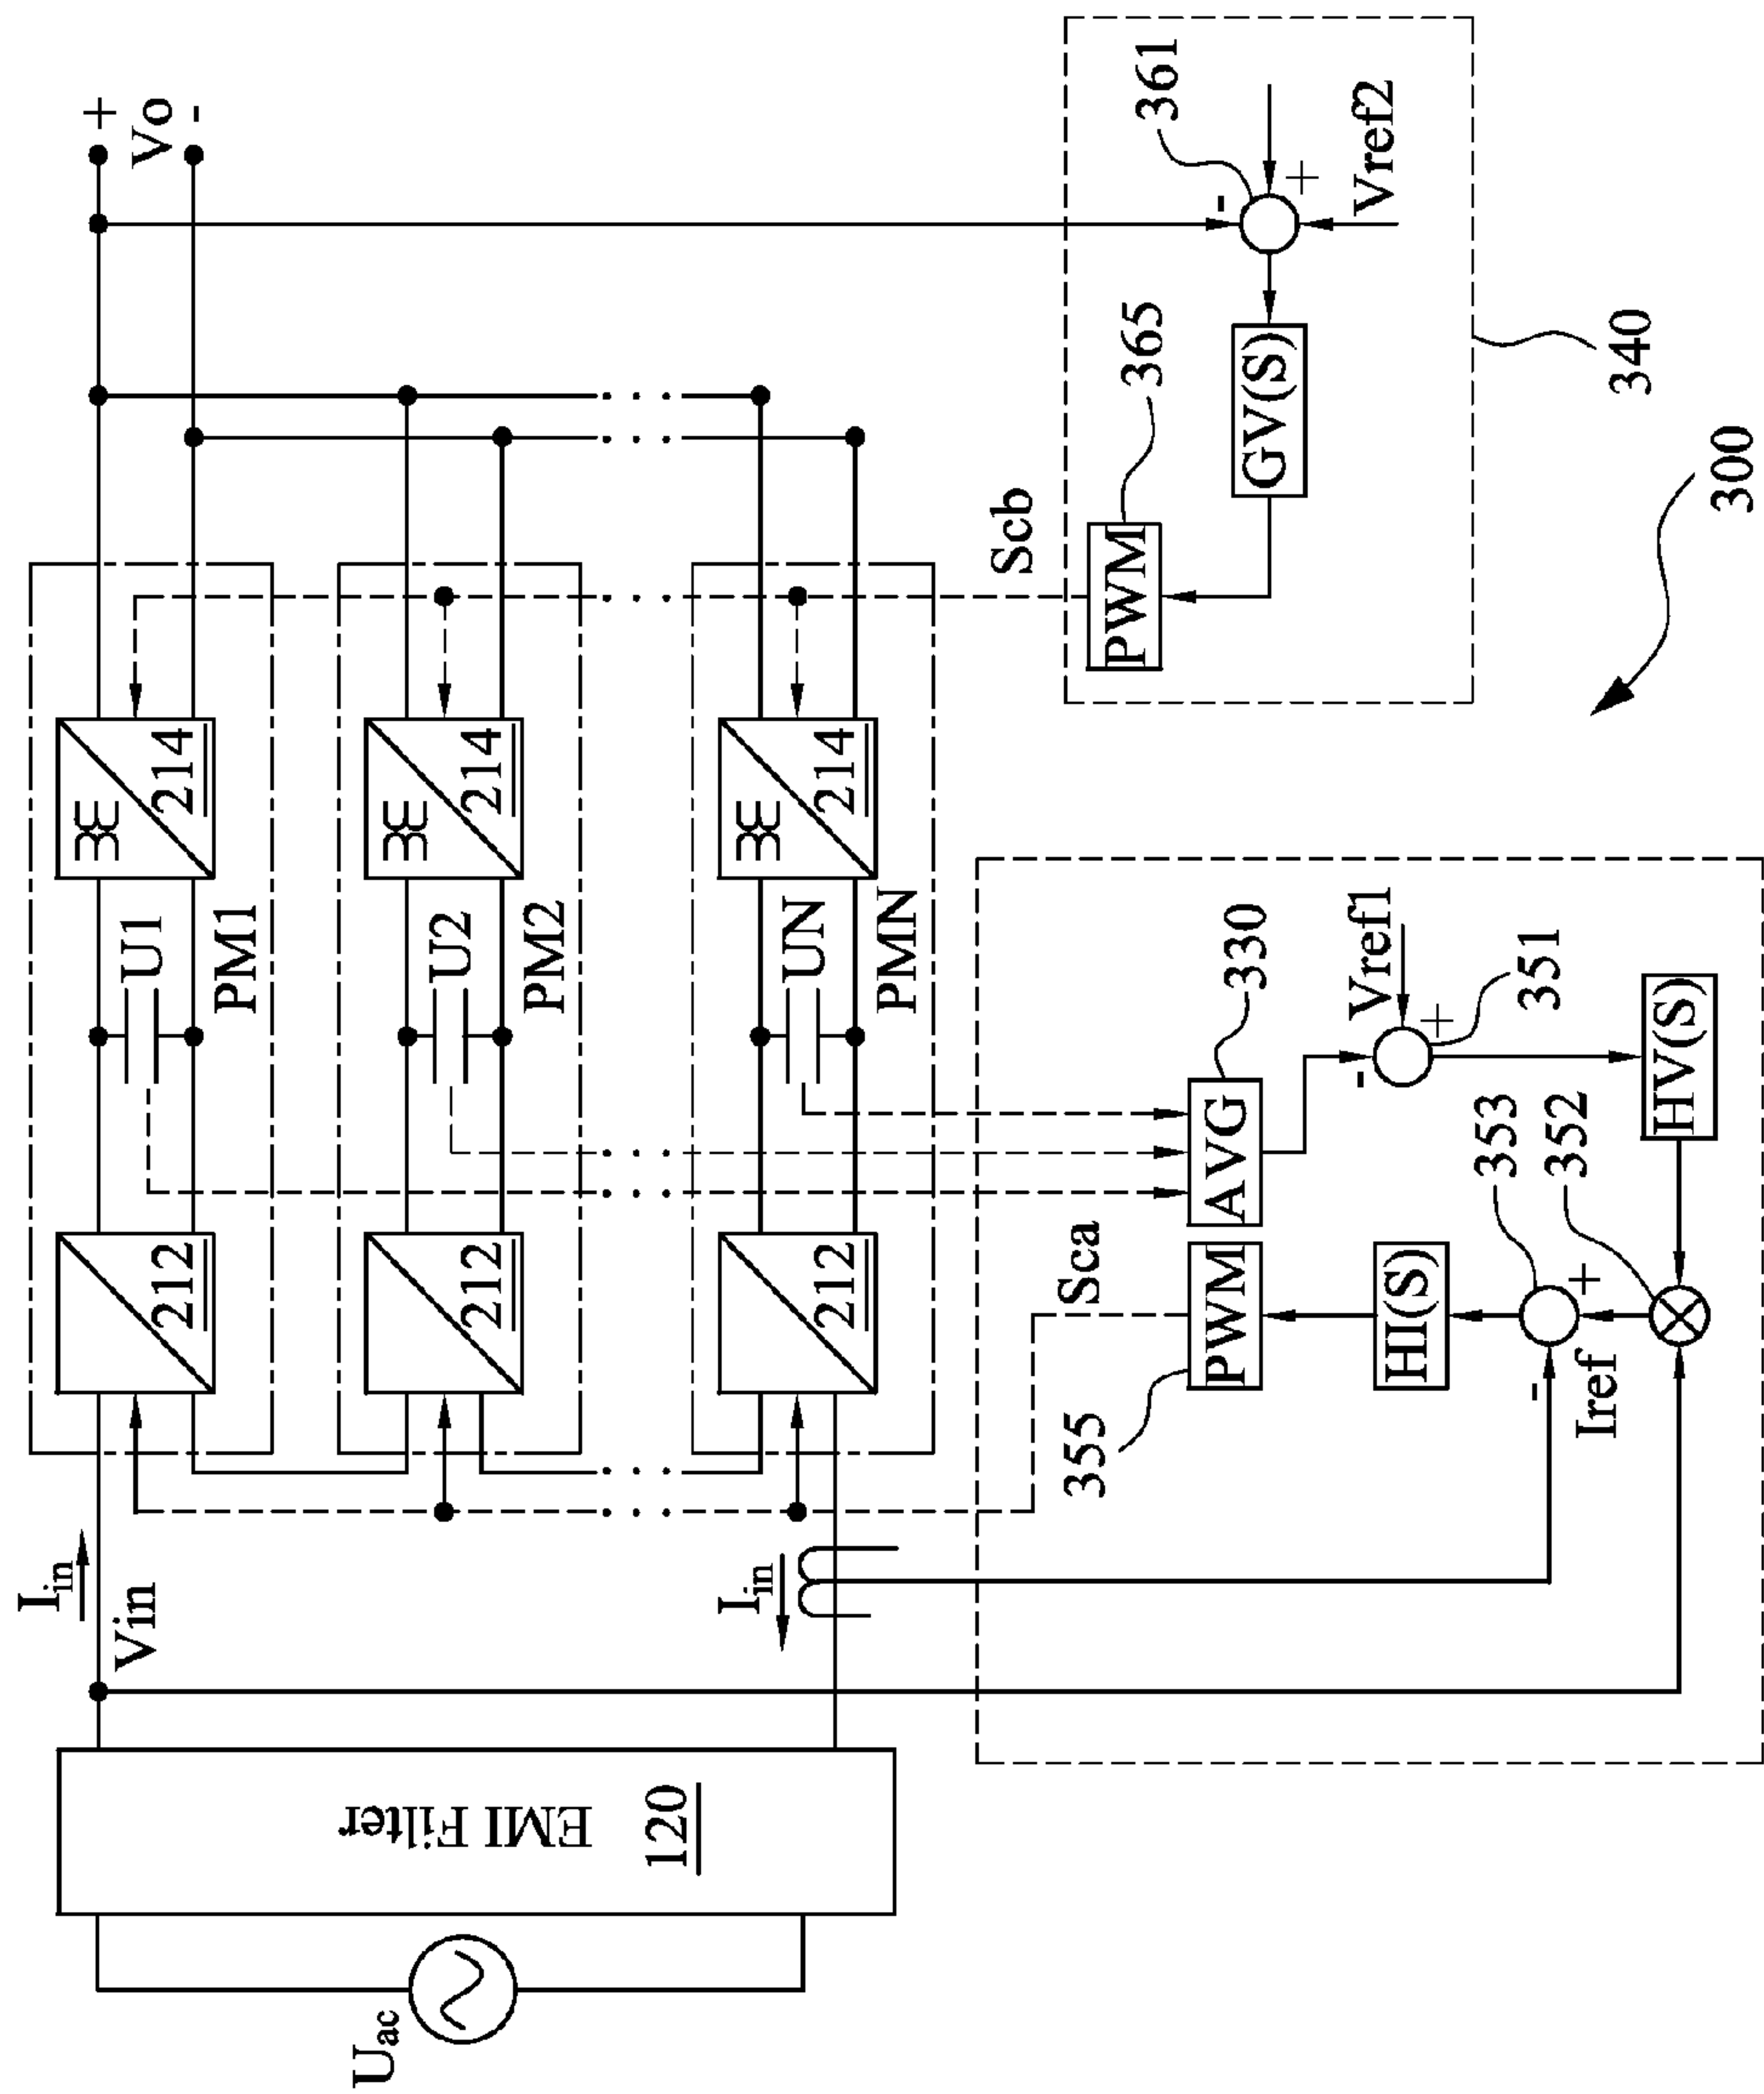 Uac
EMI Filter
120
Vin
Iin
Iin
212
U1
PM1
214
212
U2
PM2
214
212
UN
PMN
214
+
Vo
-
Sca
Scb
355
PWM
AVG
330
HI(S)
353
352
-
+
Iref
-
+
Vref1
351
HV(S)
PWM
365
GV(S)
361
-
+
Vref2
340
300